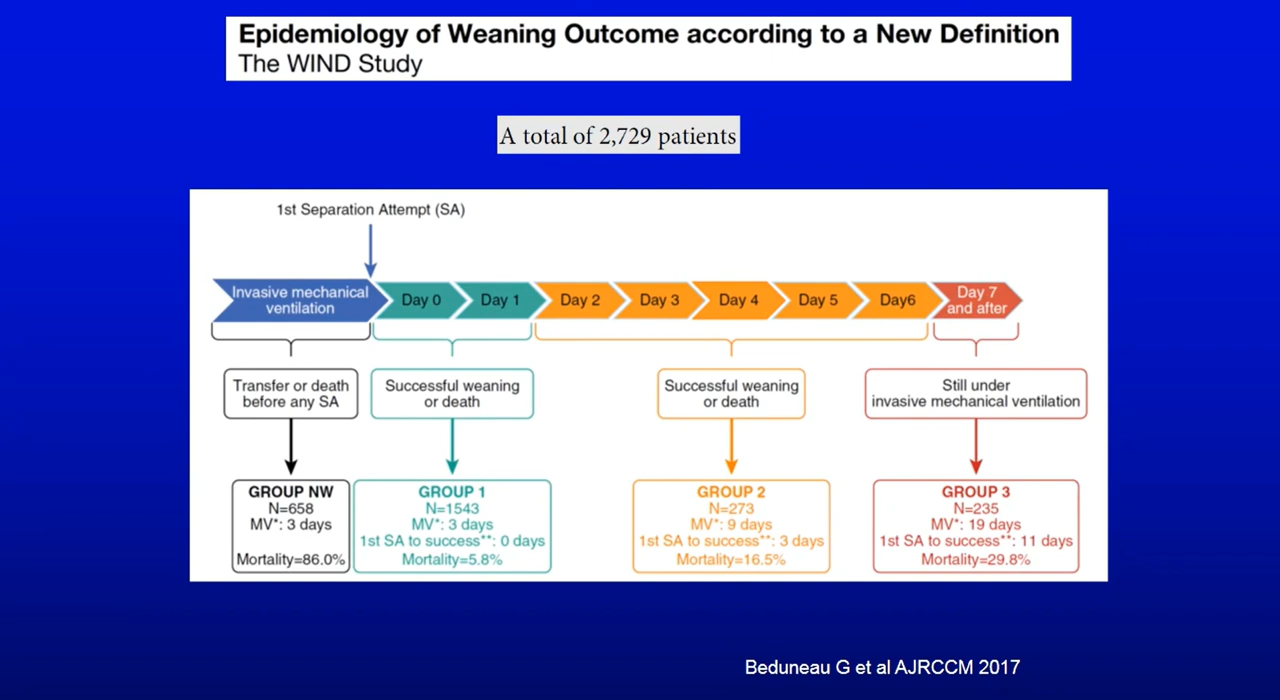 Epidemiology of Weaning Outcome according to a New Definition
The WIND Study
A total of 2,729 patients
1st Separation Attempt (SA)
Invasive mechanical
ventilation
Day 0
Day 1
Day 2
Day 3
Day 4
Day 5
Day6
Day 7
and after
Transfer or death
before any SA
Successful weaning
or death
Successful weaning
or death
Still under
invasive mechanical ventilation
GROUP NW
N=658
MV*: 3 days
Mortality=86.0%
GROUP 1
N=1543
MV*: 3 days
1st SA to success**: 0 days
Mortality=5.8%
GROUP 2
N=273
MV*: 9 days
1st SA to success**: 3 days
Mortality=16.5%
GROUP 3
N=235
MV*: 19 days
1st SA to success**: 11 days
Mortality=29.8%
Beduneau G et al AJRCCM 2017